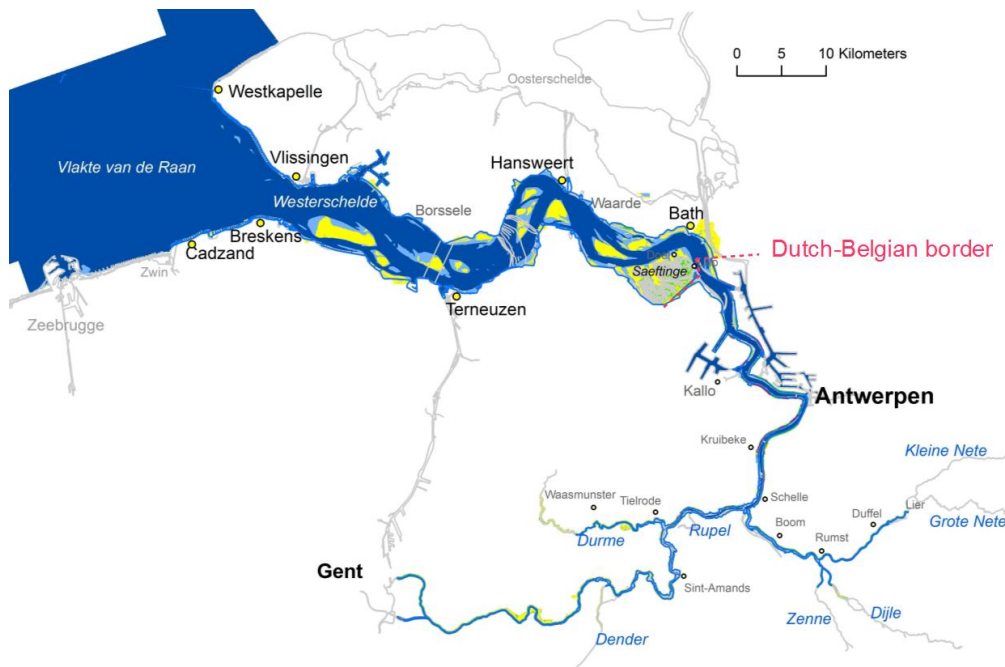 0 5 10 Kilometers
Oosterschelde
Westkapelle
Vlissingen
Hansweert
Vlakte van de Raan
Westerschelde
Borssele
Waarde
Bath
Breskens
Cadzand
Dutch-Belgian border
Saeftinge
Zwin
Terneuzen
Zeebrugge
Kallo
Antwerpen
Kruibeke
Kleine Nete
Waasmunster
Tielrode
Schelle
Duffel
Lier
Grote Nete
Durme
Rupel
Boom
Rumst
Gent
Sint-Amands
Dender
Zenne
Dijle